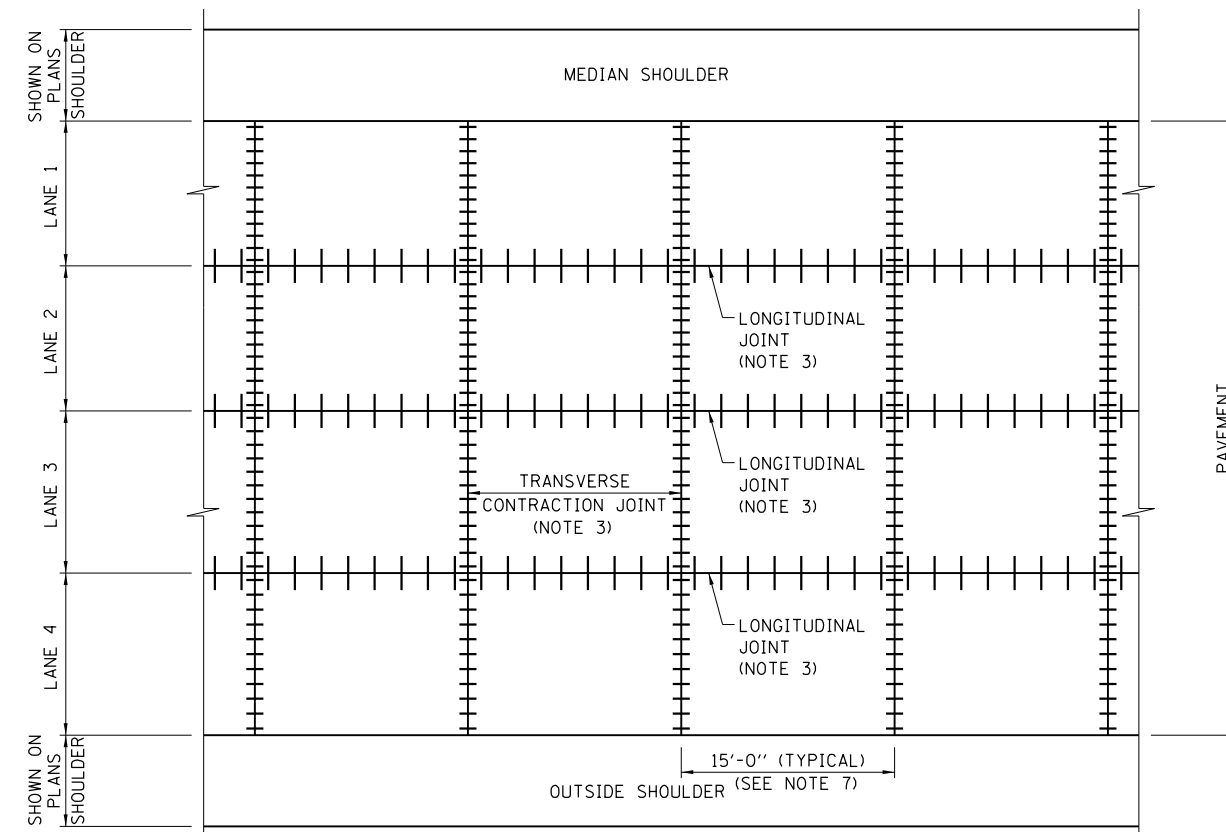 SHOWN ON
PLANS
SHOULDER
MEDIAN SHOULDER
LANE 1
LANE 2
LONGITUDINAL
JOINT
(NOTE 3)
PAVEMENT
LANE 3
TRANSVERSE
CONTRACTION JOINT
(NOTE 3)
LONGITUDINAL
JOINT
(NOTE 3)
LANE 4
LONGITUDINAL
JOINT
(NOTE 3)
SHOWN ON
PLANS
SHOULDER
15'-0'' (TYPICAL)
(SEE NOTE 7)
OUTSIDE SHOULDER